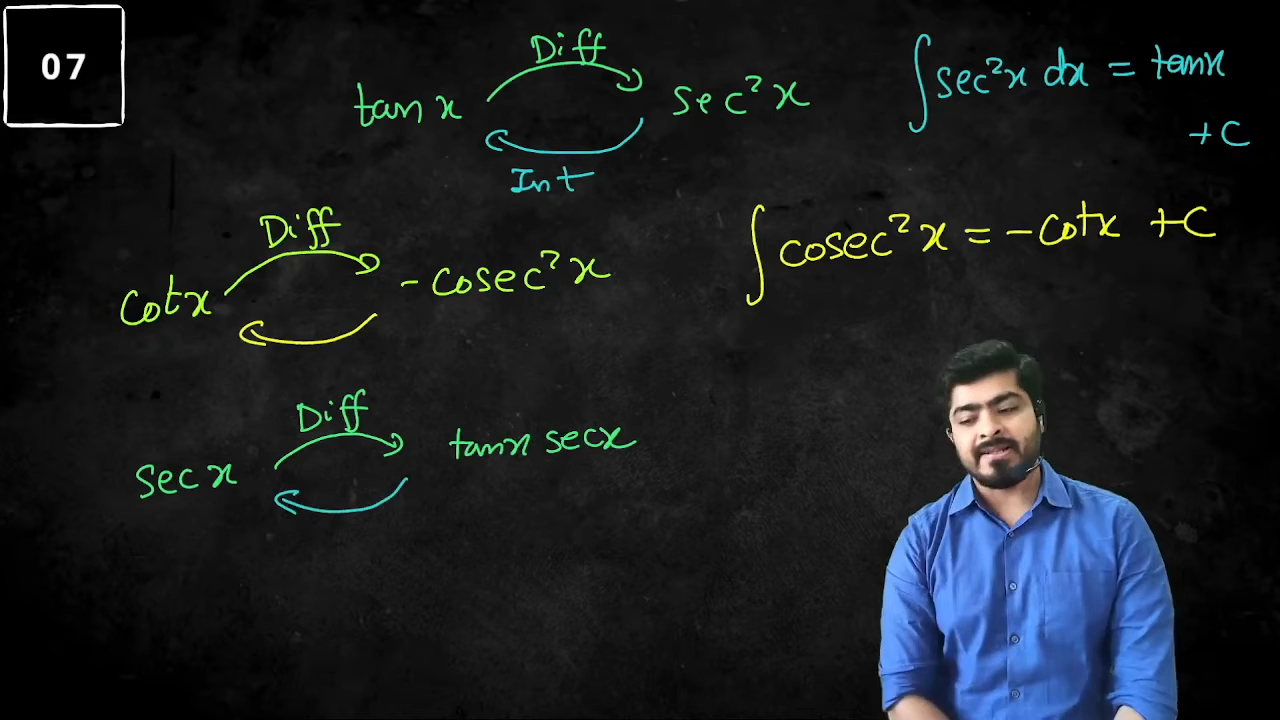 07
Diff
tan x sec²x
Int
∫sec²x dx = tanx
+ C
Diff
cotx -cosec²x
∫cosec²x = -cotx + C
Diff
secx tanx secx